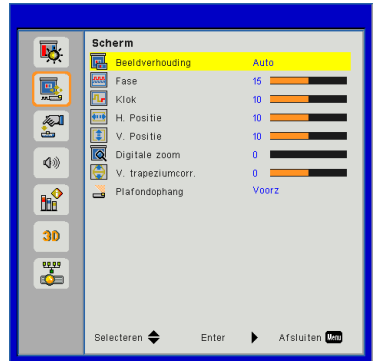 Scherm
Beeldverhouding Auto
Fase 15
Klok 10
H. Positie 10
V. Positie 10
Digitale zoom 0
V. trapeziumcorr. 0
Plafondophang Voorz
3D
Selecteren Enter Afsluiten Menu